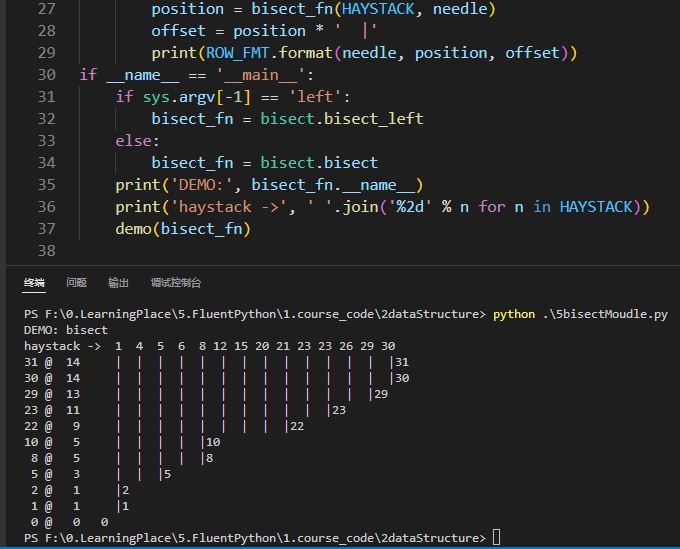 27 position = bisect_fn(HAYSTACK, needle)
28 offset = position * '  |'
29 print(ROW_FMT.format(needle, position, offset))
30 if __name__ == '__main__':
31 if sys.argv[-1] == 'left':
32 bisect_fn = bisect.bisect_left
33 else:
34 bisect_fn = bisect.bisect
35 print('DEMO:', bisect_fn.__name__)
36 print('haystack ->', ' '.join('%2d' % n for n in HAYSTACK))
37 demo(bisect_fn)
38
终端 问题 输出 调试控制台
PS F:\0.LearningPlace\5.FluentPython\1.course_code\2dataStructure> python .\5bisectMoudle.py
DEMO: bisect
haystack ->  1  4  5  6  8 12 15 20 21 23 23 26 29 30
31 @ 14   |  |  |  |  |  |  |  |  |  |  |  |  |  |31
30 @ 14   |  |  |  |  |  |  |  |  |  |  |  |  |  |30
29 @ 13   |  |  |  |  |  |  |  |  |  |  |  |  |29
23 @ 11   |  |  |  |  |  |  |  |  |  |  |23
22 @  9   |  |  |  |  |  |  |  |  |22
10 @  5   |  |  |  |  |10
 8 @  5   |  |  |  |  |8
 5 @  3   |  |  |5
 2 @  1   |2
 1 @  1   |1
 0 @  0  0
PS F:\0.LearningPlace\5.FluentPython\1.course_code\2dataStructure>